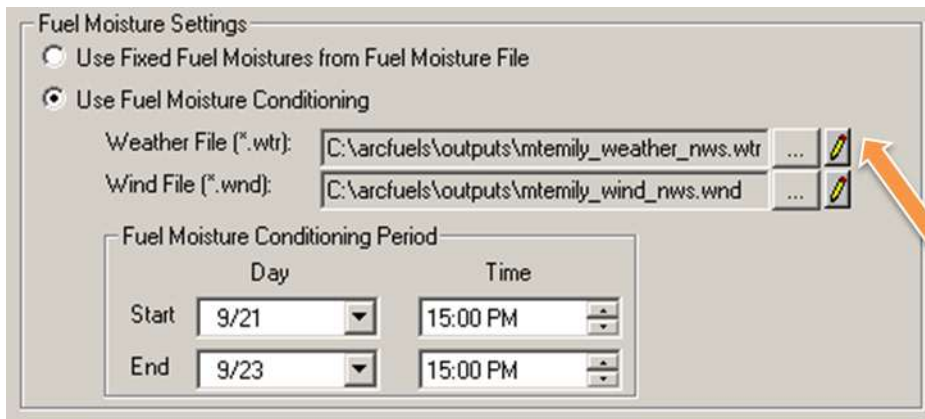 Fuel Moisture Settings
Use Fixed Fuel Moistures from Fuel Moisture File
Use Fuel Moisture Conditioning
Weather File (*.wtr): C:\arcfuels\outputs\mtemily_weather_nws.wtr ...
Wind File (*.wnd): C:\arcfuels\outputs\mtemily_wind_nws.wnd ...
Fuel Moisture Conditioning Period
Day Time
Start 9/21 15:00 PM
End 9/23 15:00 PM